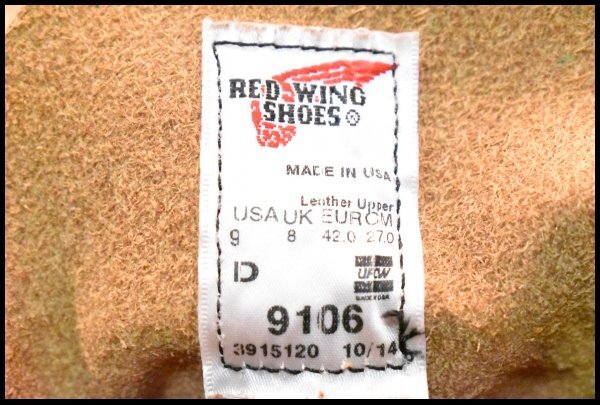 RED WING
SHOES ®
MADE IN USA
Leather Upper
USA UK EUR CM
9 8 42.0 27.0
D
UFCW
9106
3915120 10/14